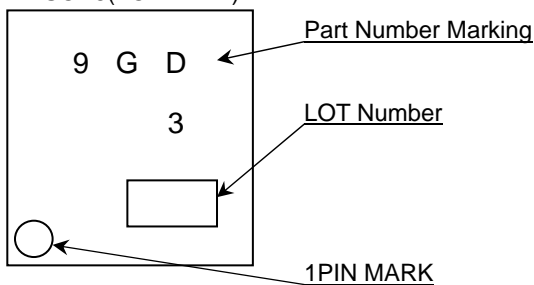 Part Number Marking
9 G D
3
LOT Number
1PIN MARK